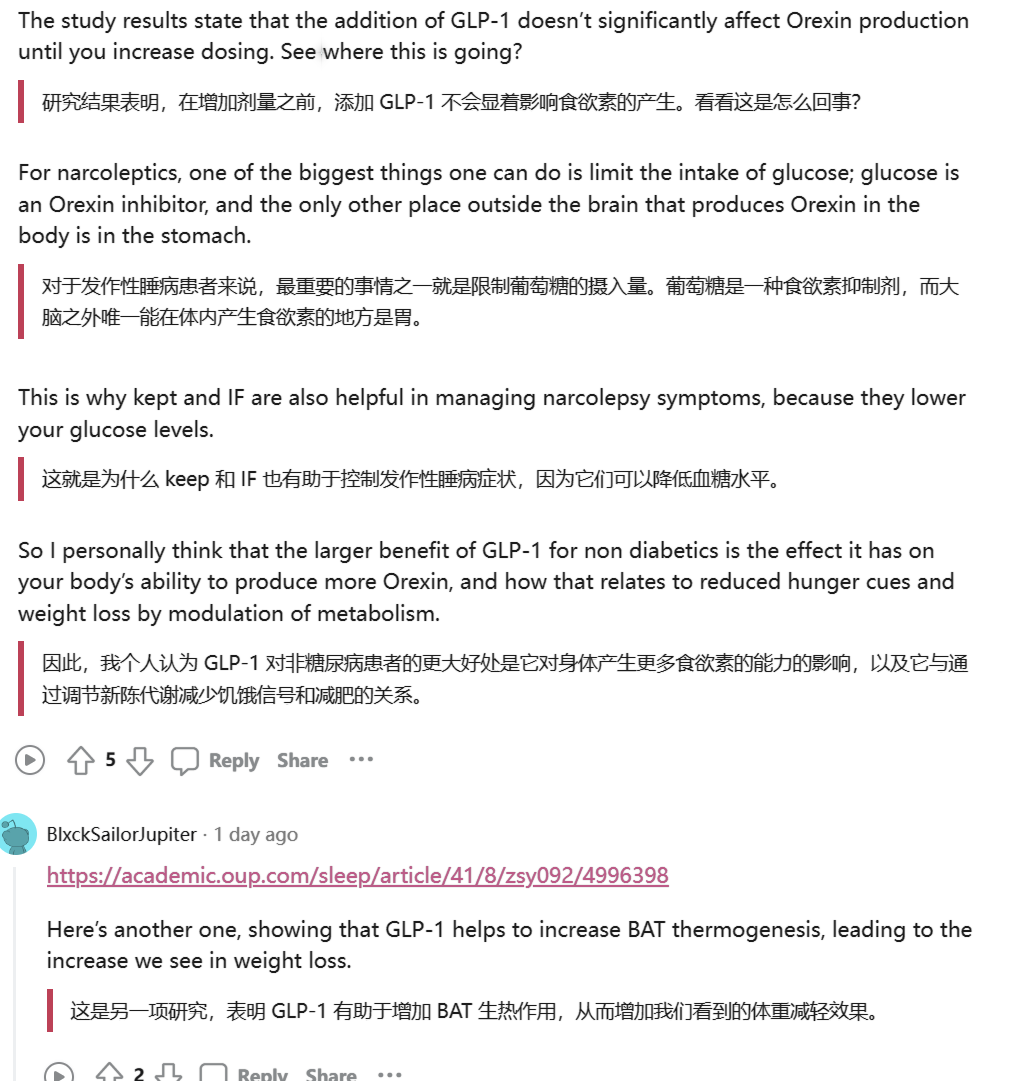 The study results state that the addition of GLP-1 doesn’t significantly affect Orexin production
until you increase dosing. See where this is going?
研究结果表明，在增加剂量之前，添加 GLP-1 不会显着影响食欲素的产生。看看这是怎么回事？
For narcoleptics, one of the biggest things one can do is limit the intake of glucose; glucose is
an Orexin inhibitor, and the only other place outside the brain that produces Orexin in the
body is in the stomach.
对于发作性睡病患者来说，最重要的事情之一就是限制葡萄糖的摄入量。葡萄糖是一种食欲素抑制剂，而大
脑之外唯一能在体内产生食欲素的地方是胃。
This is why kept and IF are also helpful in managing narcolepsy symptoms, because they lower
your glucose levels.
这就是为什么 keep 和 IF 也有助于控制发作性睡病症状，因为它们可以降低血糖水平。
So I personally think that the larger benefit of GLP-1 for non diabetics is the effect it has on
your body’s ability to produce more Orexin, and how that relates to reduced hunger cues and
weight loss by modulation of metabolism.
因此，我个人认为 GLP-1 对非糖尿病患者的更大好处是它对身体产生更多食欲素的能力的影响，以及它与通
过调节新陈代谢减少饥饿信号和减肥的关系。
5 Reply Share ···
BlxckSailorJupiter · 1 day ago
https://academic.oup.com/sleep/article/41/8/zsy092/4996398
Here’s another one, showing that GLP-1 helps to increase BAT thermogenesis, leading to the
increase we see in weight loss.
这是另一项研究，表明 GLP-1 有助于增加 BAT 生热作用，从而增加我们看到的体重减轻效果。
2 Reply Share ···